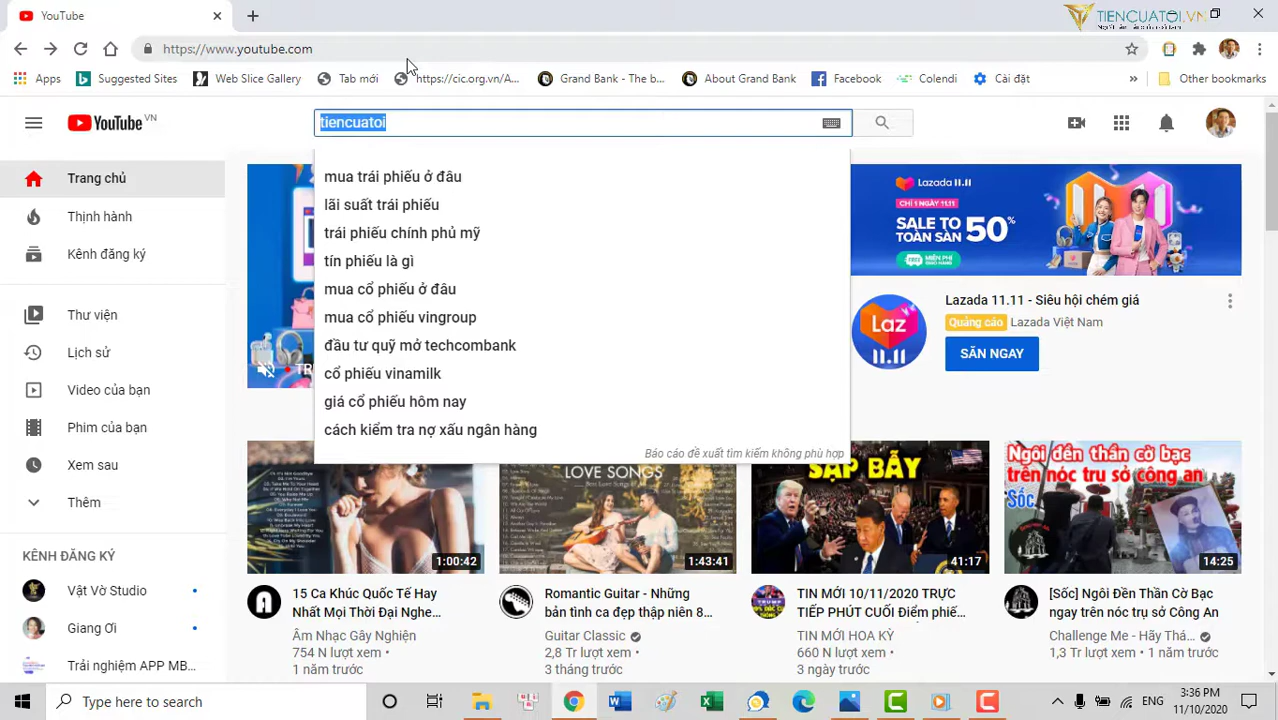 YouTube
TIENCUATOI.VN
https://www.youtube.com
Apps
Suggested Sites
Web Slice Gallery
Tab mới
https://cic.org.vn/A...
Grand Bank - The b...
About Grand Bank
Facebook
Colendi
Cài đặt
»
Other bookmarks
YouTube VN
tiencuatoi
Trang chủ
Thịnh hành
Kênh đăng ký
Thư viện
Lịch sử
Video của bạn
Phim của bạn
Xem sau
Thêm
KÊNH ĐĂNG KÝ
Vật Vờ Studio
Giang Ơi
Trải nghiệm APP MB...
mua trái phiếu ở đâu
lãi suất trái phiếu
trái phiếu chính phủ mỹ
tín phiếu là gì
mua cổ phiếu ở đâu
mua cổ phiếu vingroup
đầu tư quỹ mở techcombank
cổ phiếu vinamilk
giá cổ phiếu hôm nay
cách kiểm tra nợ xấu ngân hàng
Báo cáo đề xuất tìm kiếm không phù hợp
Lazada 11.11
CHỈ 1 NGÀY 11.11
SALE TO 50%
TOÀN SÀN
FREE MIỄN PHÍ
GIAO HÀNG
Laz
11.11
Lazada 11.11 - Siêu hội chém giá
Quảng cáo Lazada Việt Nam
SĂN NGAY
1:00:42
15 Ca Khúc Quốc Tế Hay
Nhất Mọi Thời Đại Nghe...
Âm Nhạc Gây Nghiện
754 N lượt xem •
1 năm trước
LOVE SONGS
1:43:41
Romantic Guitar - Những
bản tình ca đẹp thập niên 8...
Guitar Classic
2,8 Tr lượt xem •
3 tháng trước
SẬP BẪY
41:17
TIN MỚI 10/11/2020 TRỰC
TIẾP PHÚT CUỐI Điểm phiế...
TIN MỚI HOA KỲ
660 N lượt xem •
3 ngày trước
Ngôi đền thần cờ bạc
trên nóc trụ sở công an
Sốc
14:25
[Sốc] Ngôi Đền Thần Cờ Bạc
ngay trên nóc trụ sở Công An
Challenge Me - Hãy Thá...
1,3 Tr lượt xem • 1 năm trước
Type here to search
3:36 PM
11/10/2020